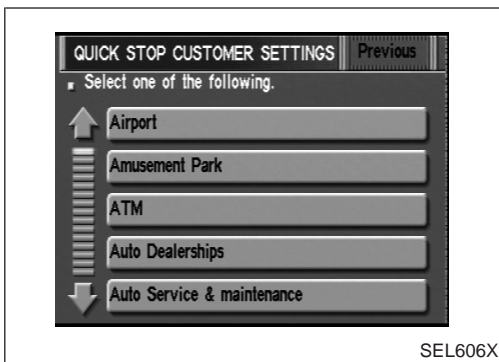 QUICK STOP CUSTOMER SETTINGS Previous
Select one of the following.
Airport
Amusement Park
ATM
Auto Dealerships
Auto Service & maintenance
SEL606X